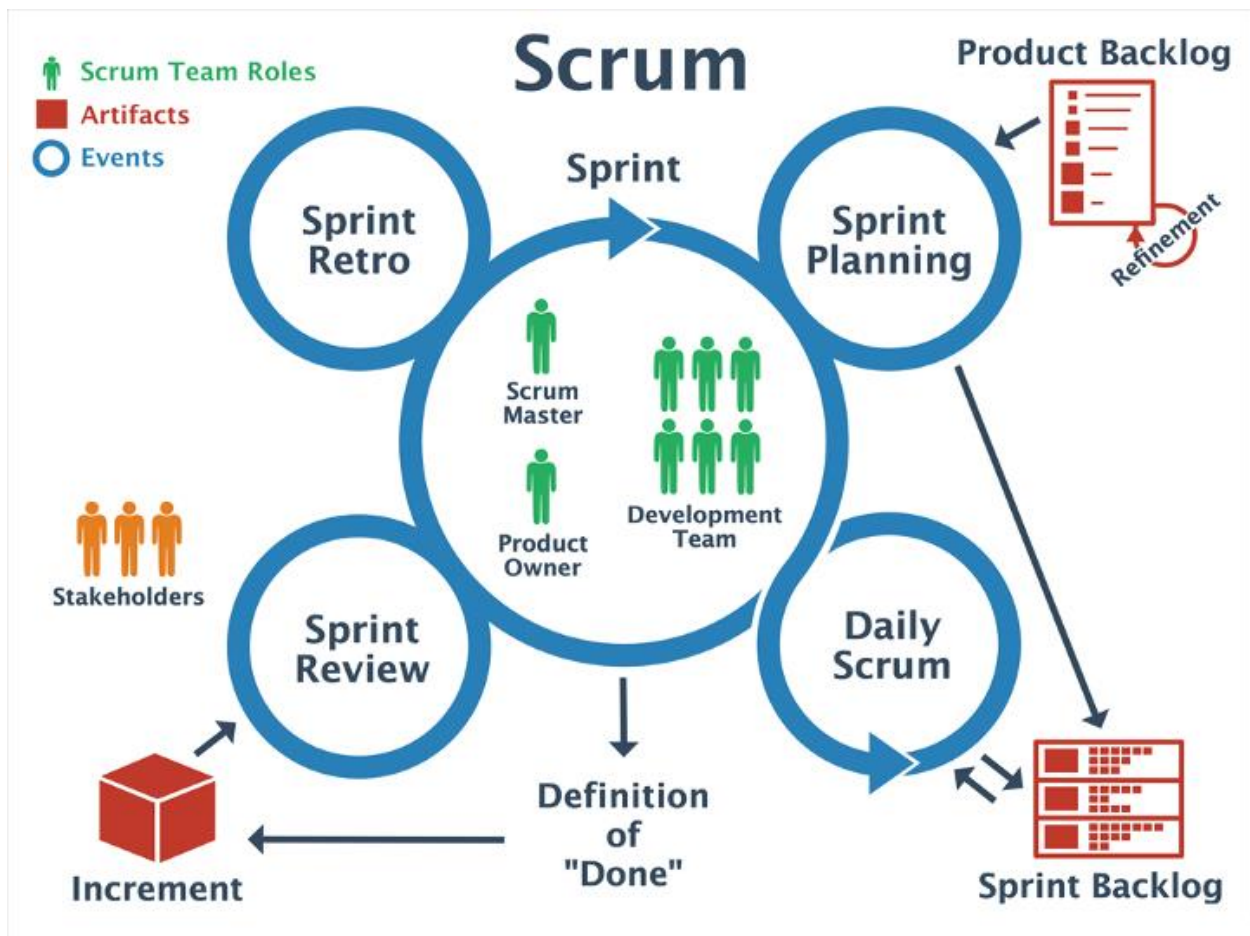 Scrum
Scrum Team Roles
Artifacts
Events
Product Backlog
Sprint
Sprint
Retro
Sprint
Planning
Refinement
Scrum
Master
Product
Owner
Development
Team
Stakeholders
Sprint
Review
Daily
Scrum
Definition
of
"Done"
Increment
Sprint Backlog